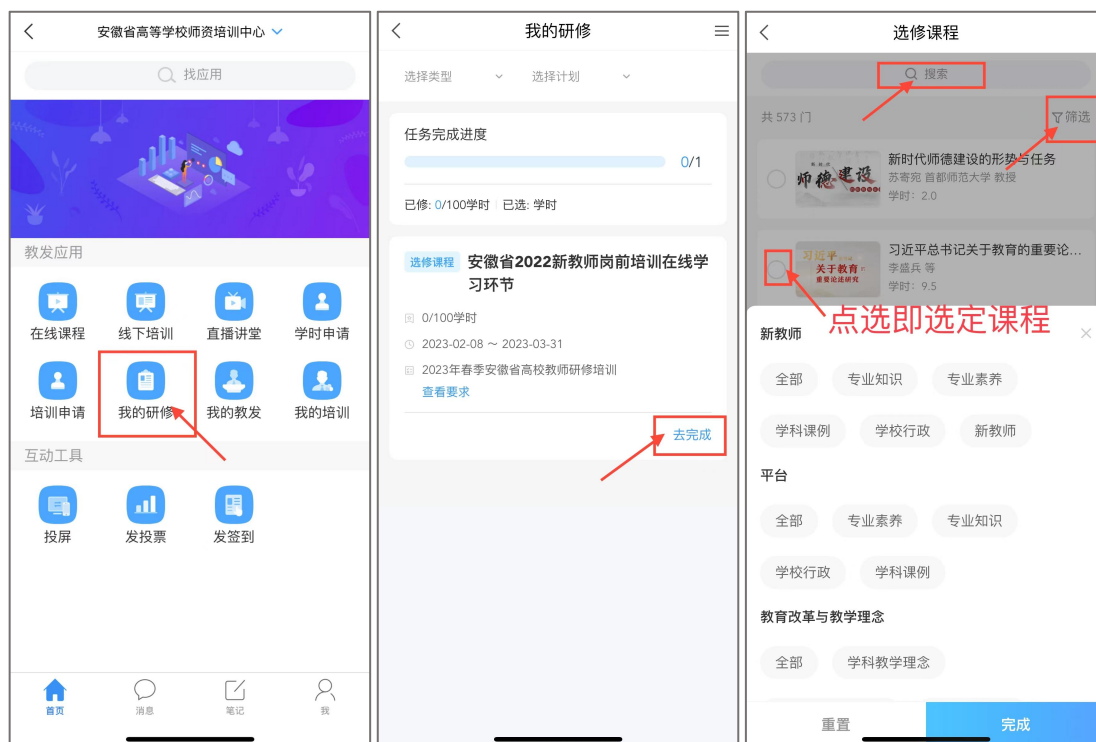 安徽省高等学校师资培训中心
找应用
教发应用
在线课程
线下培训
直播讲堂
学时申请
培训申请
我的研修
我的教发
我的培训
互动工具
投屏
发投票
发签到
首页
消息
笔记
我
我的研修
选择类型
选择计划
任务完成进度
0/1
已修: 0/100学时
已选: 学时
选修课程 安徽省2022新教师岗前培训在线学
习环节
0/100学时
2023-02-08 ～ 2023-03-31
2023年春季安徽省高校教师研修培训
查看要求
去完成
选修课程
搜索
共 573 门
筛选
师德建设
新时代师德建设的形势与任务
苏寄宛 首都师范大学 教授
学时：2.0
习近平
关于教育
重要论述研究
习近平总书记关于教育的重要论...
李盛兵 等
学时：9.5
点选即选定课程
新教师
全部
专业知识
专业素养
学科课例
学校行政
新教师
平台
全部
专业素养
专业知识
学校行政
学科课例
教育改革与教学理念
全部
学科教学理念
重置
完成